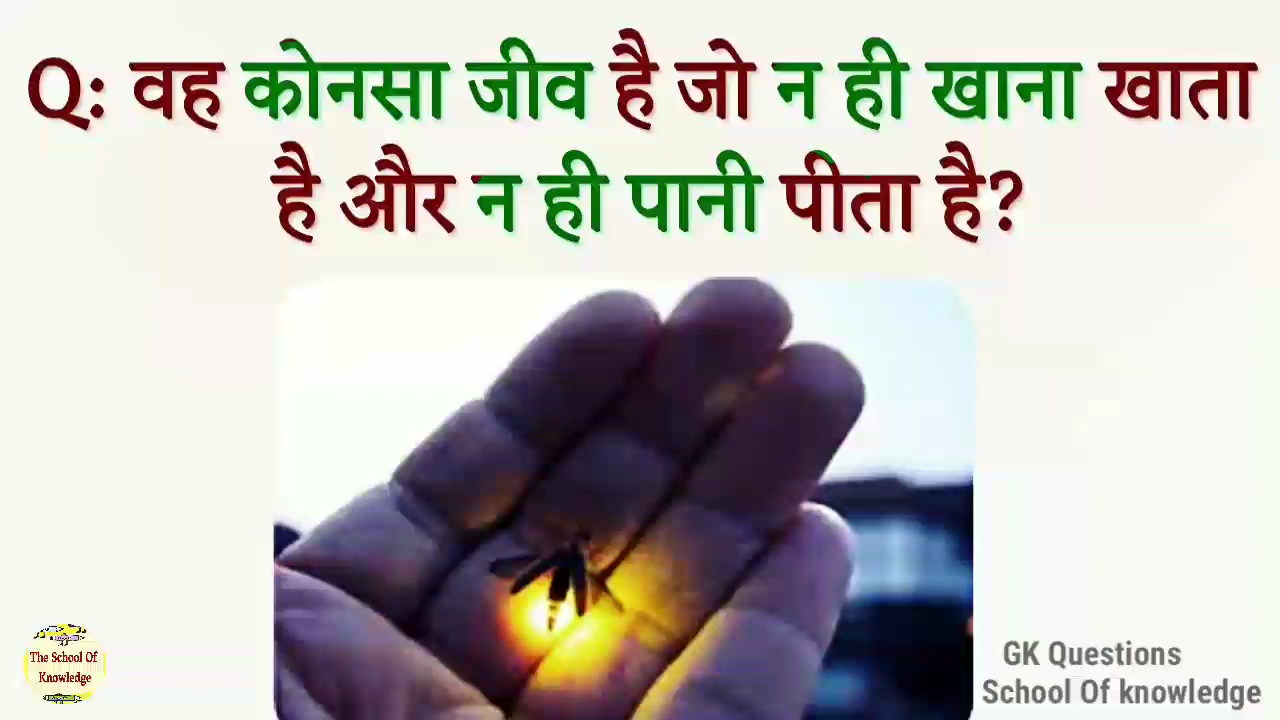 Q: वह कोनसा जीव है जो न ही खाना खाता
है और न ही पानी पीता है?
The School Of
Knowledge
GK Questions
School Of knowledge